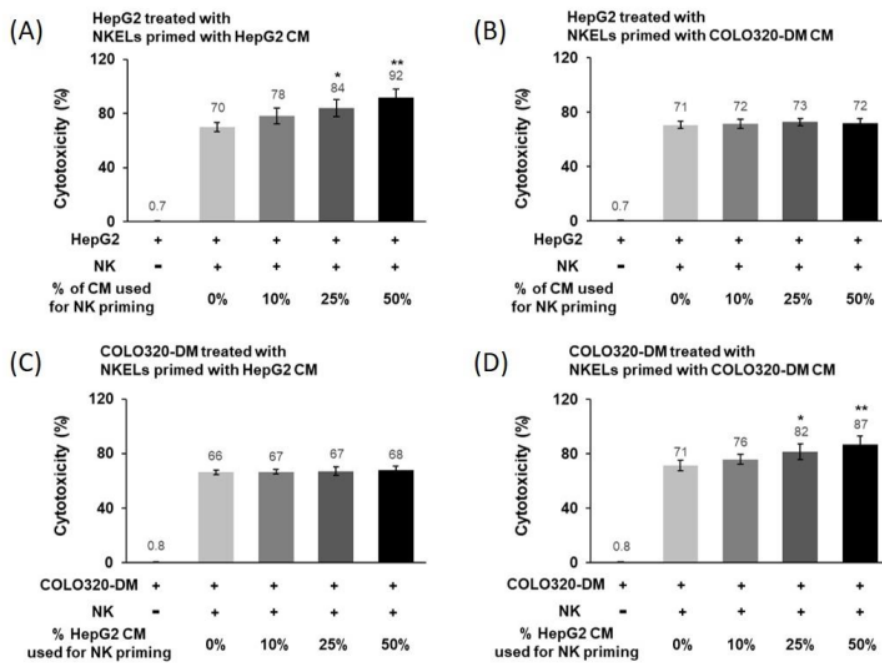 (A)
HepG2 treated with
NKELs primed with HepG2 CM
Cytotoxicity (%)
120
80
40
0
0.7
70
78
*
84
**
92
HepG2 + + + + +
NK - + + + +
% of CM used
for NK priming
0% 10% 25% 50%
(B)
HepG2 treated with
NKELs primed with COLO320-DM CM
Cytotoxicity (%)
120
80
40
0
0.7
71
72
73
72
HepG2 + + + + +
NK - + + + +
% of CM used
for NK priming
0% 10% 25% 50%
(C)
COLO320-DM treated with
NKELs primed with HepG2 CM
Cytotoxicity (%)
120
80
40
0
0.8
66
67
67
68
COLO320-DM + + + + +
NK - + + + +
% HepG2 CM
used for NK priming
0% 10% 25% 50%
(D)
COLO320-DM treated with
NKELs primed with COLO320-DM CM
Cytotoxicity (%)
120
80
40
0
0.8
71
76
*
82
**
87
COLO320-DM + + + + +
NK - + + + +
% HepG2 CM
used for NK priming
0% 10% 25% 50%